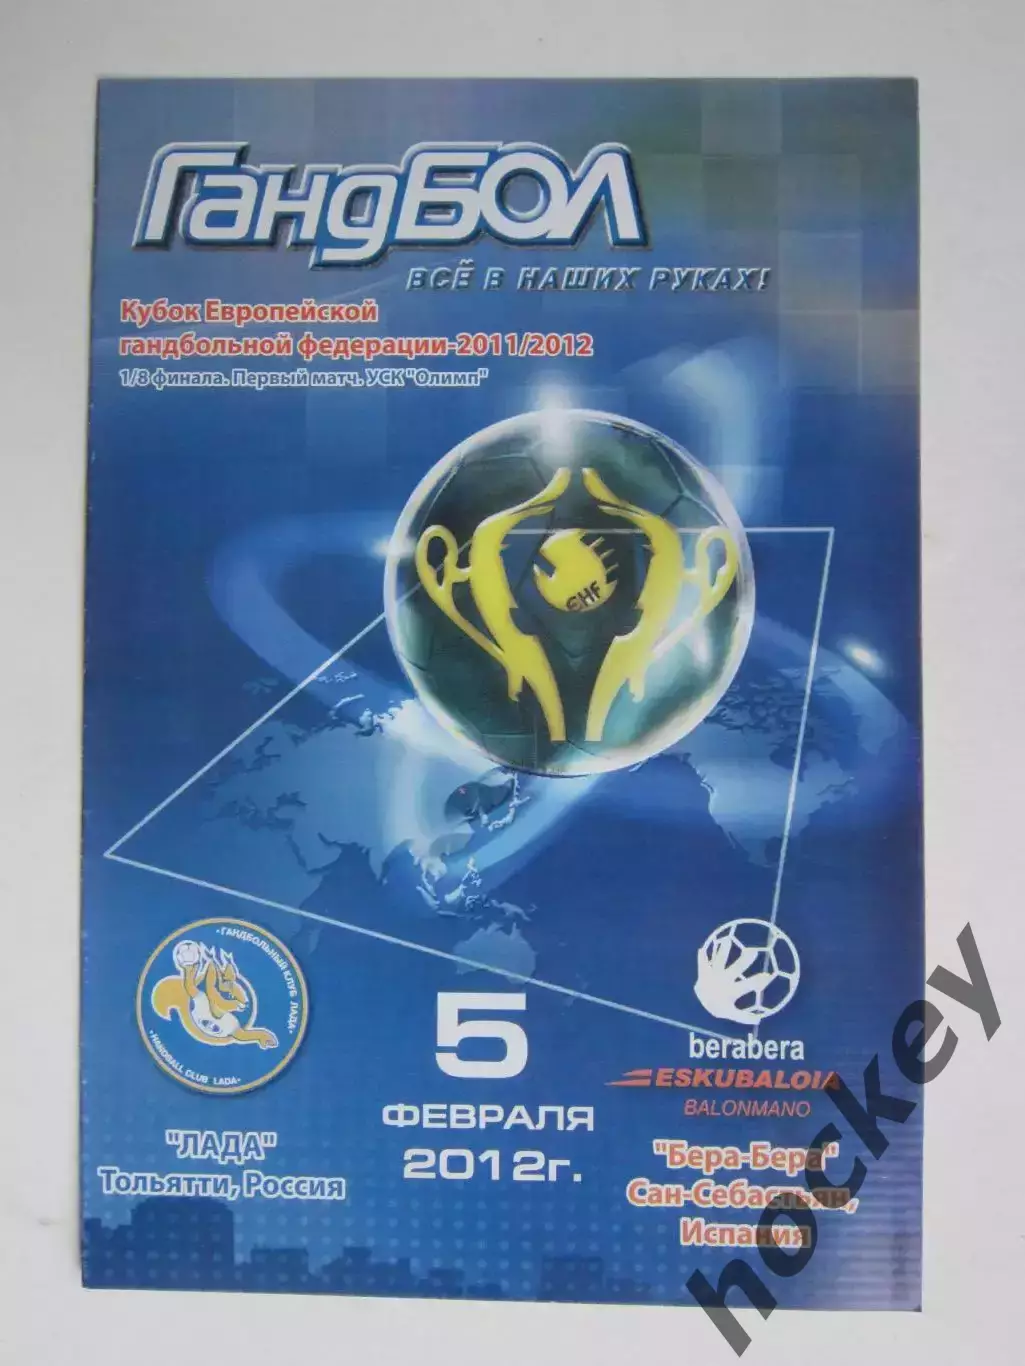 ГандБОЛ
ВСЁ В НАШИХ РУКАХ!
Кубок Европейской
гандбольной федерации-2011/2012
1/8 финала. Первый матч. УСК "Олимп"
EHF
·ГАНДБОЛЬНЫЙ КЛУБ ЛАДА·
·HANDBALL CLUB LADA·
"ЛАДА"
Тольятти, Россия
5
ФЕВРАЛЯ
2012г.
berabera
ESKUBALOIA
BALONMANO
"Бера-Бера"
Сан-Себастьян,
Испания
hockey